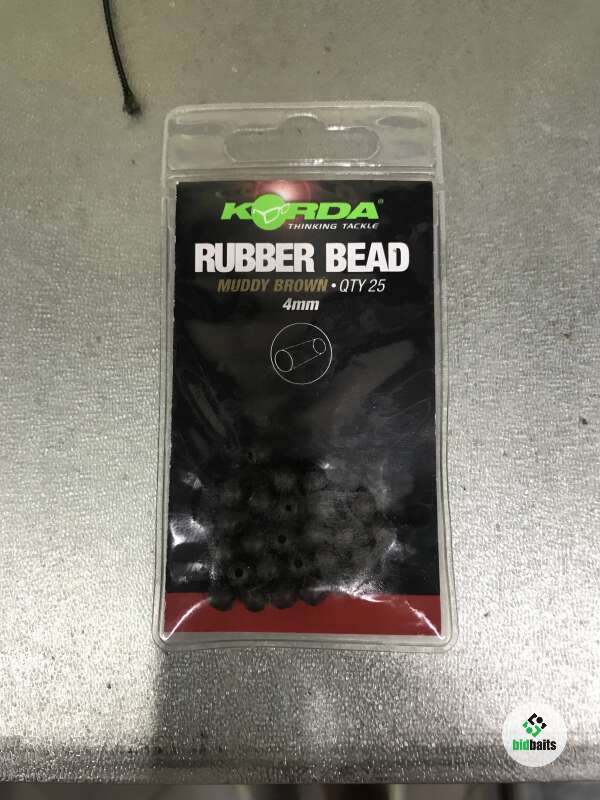 KORDA®
THINKING TACKLE
RUBBER BEAD
MUDDY BROWN • QTY 25
4mm
bidbaits